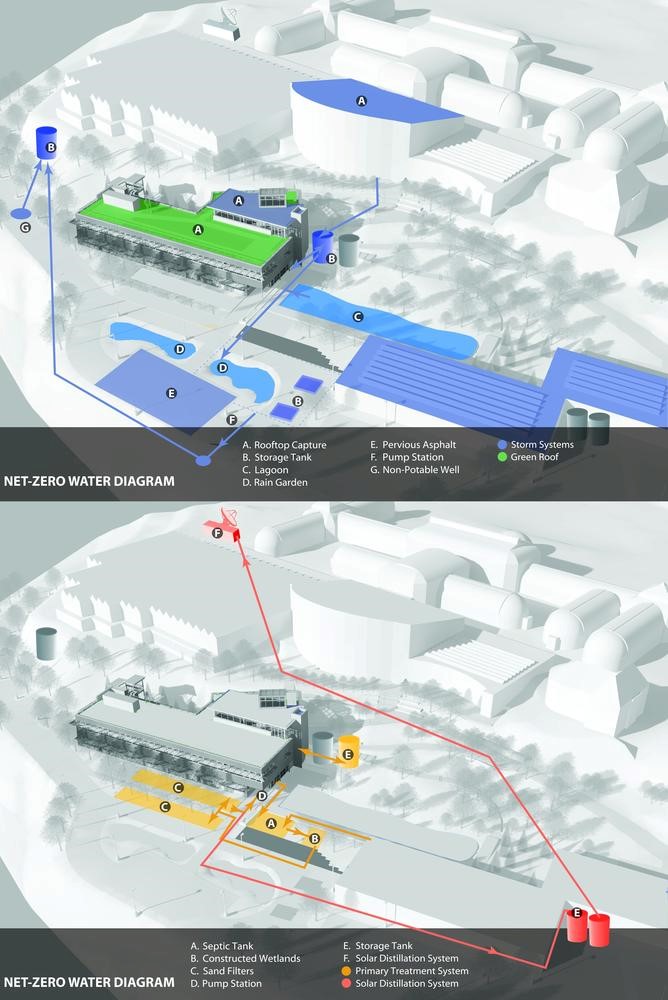 A
B
G
A
A
B
C
D
D
E
B
F
NET-ZERO WATER DIAGRAM
A. Rooftop Capture
B. Storage Tank
C. Lagoon
D. Rain Garden
E. Pervious Asphalt
F. Pump Station
G. Non-Potable Well
Storm Systems
Green Roof
F
E
C
C
D
A
B
E
NET-ZERO WATER DIAGRAM
A. Septic Tank
B. Constructed Wetlands
C. Sand Filters
D. Pump Station
E. Storage Tank
F. Solar Distillation System
Primary Treatment System
Solar Distillation System